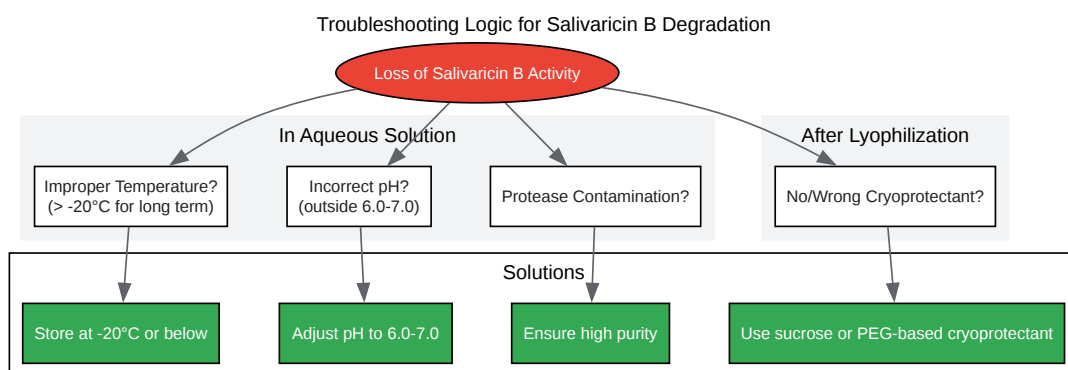 Troubleshooting Logic for Salivaricin B Degradation
Loss of Salivaricin B Activity
In Aqueous Solution
After Lyophilization
Improper Temperature?
(> -20°C for long term)
Incorrect pH?
(outside 6.0-7.0)
Protease Contamination?
No/Wrong Cryoprotectant?
Solutions
Store at -20°C or below
Adjust pH to 6.0-7.0
Ensure high purity
Use sucrose or PEG-based cryoprotectant